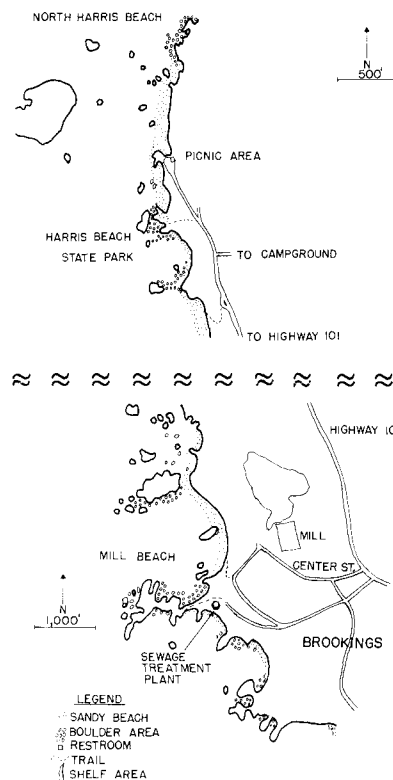 NORTH HARRIS BEACH
N
500'
PICNIC AREA
HARRIS BEACH
STATE PARK
TO CAMPGROUND
TO HIGHWAY 101
HIGHWAY 10
MILL
MILL BEACH
CENTER ST.
N
1,000'
BROOKINGS
SEWAGE
TREATMENT
PLANT
LEGEND
SANDY BEACH
BOULDER AREA
RESTROOM
TRAIL
SHELF AREA